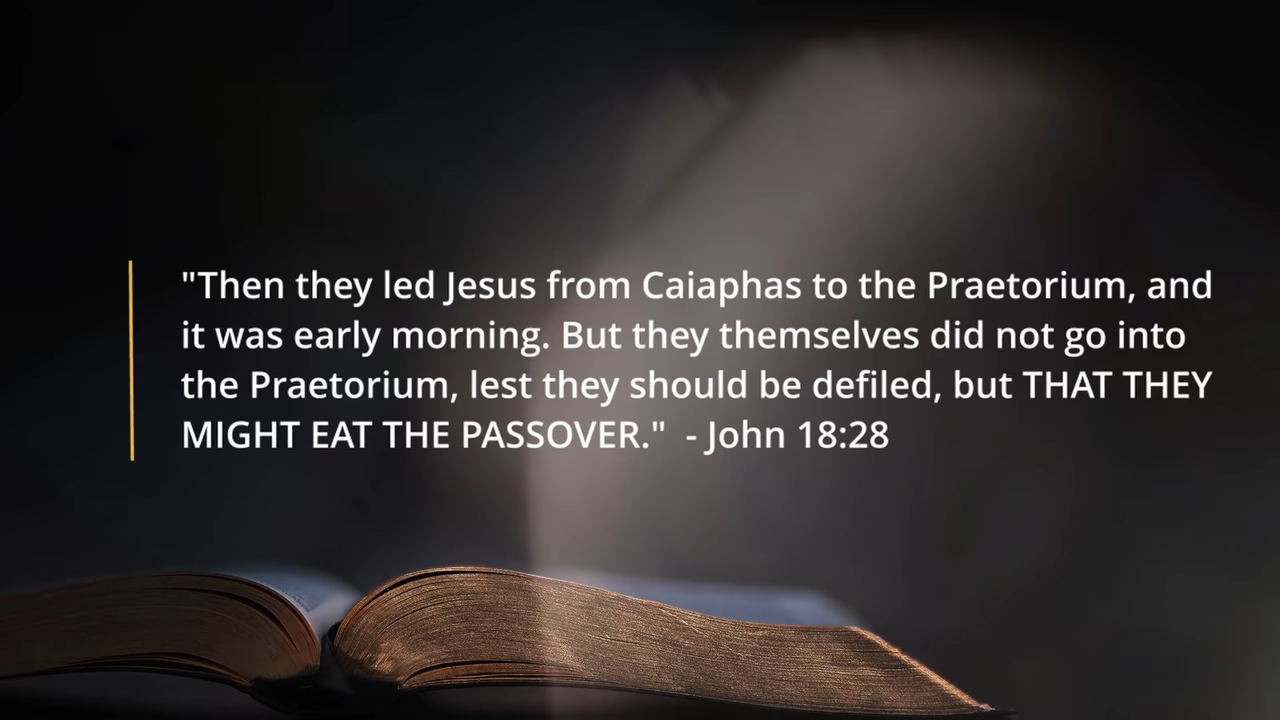 "Then they led Jesus from Caiaphas to the Praetorium, and
it was early morning. But they themselves did not go into
the Praetorium, lest they should be defiled, but THAT THEY
MIGHT EAT THE PASSOVER."  - John 18:28